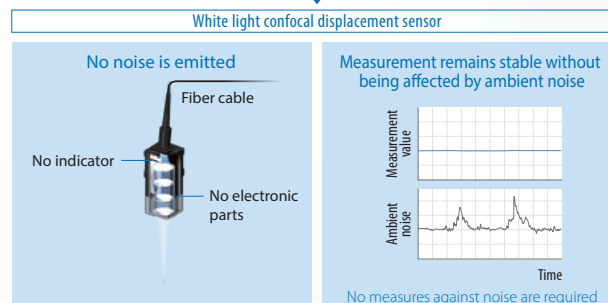 White light confocal displacement sensor
No noise is emitted
Fiber cable
No indicator
No electronic
parts
Measurement remains stable without
being affected by ambient noise
Measurement
value
Ambient
noise
Time
No measures against noise are required